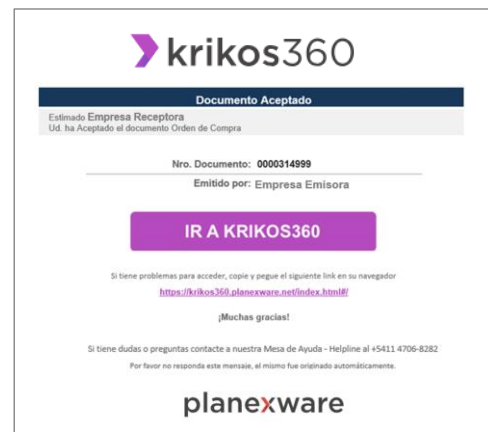 krikos360
Documento Aceptado
Estimado Empresa Receptora
Ud. ha Aceptado el documento Orden de Compra
Nro. Documento: 0000314999
Emitido por: Empresa Emisora
IR A KRIKOS360
Si tiene problemas para acceder, copie y pegue el siguiente link en su navegador
https://krikos360.planexware.net/index.html#/
¡Muchas gracias!
Si tiene dudas o preguntas contacte a nuestra Mesa de Ayuda - Helpline al +5411 4706-8282
Por favor no responda este mensaje, el mismo fue originado automáticamente.
planexware